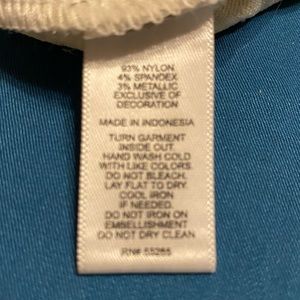 93% NYLON
4% SPANDEX
3% METALLIC
EXCLUSIVE OF
DECORATION
MADE IN INDONESIA
TURN GARMENT
INSIDE OUT.
HAND WASH COLD
WITH LIKE COLORS.
DO NOT BLEACH.
LAY FLAT TO DRY.
COOL IRON
IF NEEDED.
DO NOT IRON ON
EMBELLISHMENT
DO NOT DRY CLEAN
RN# 55285